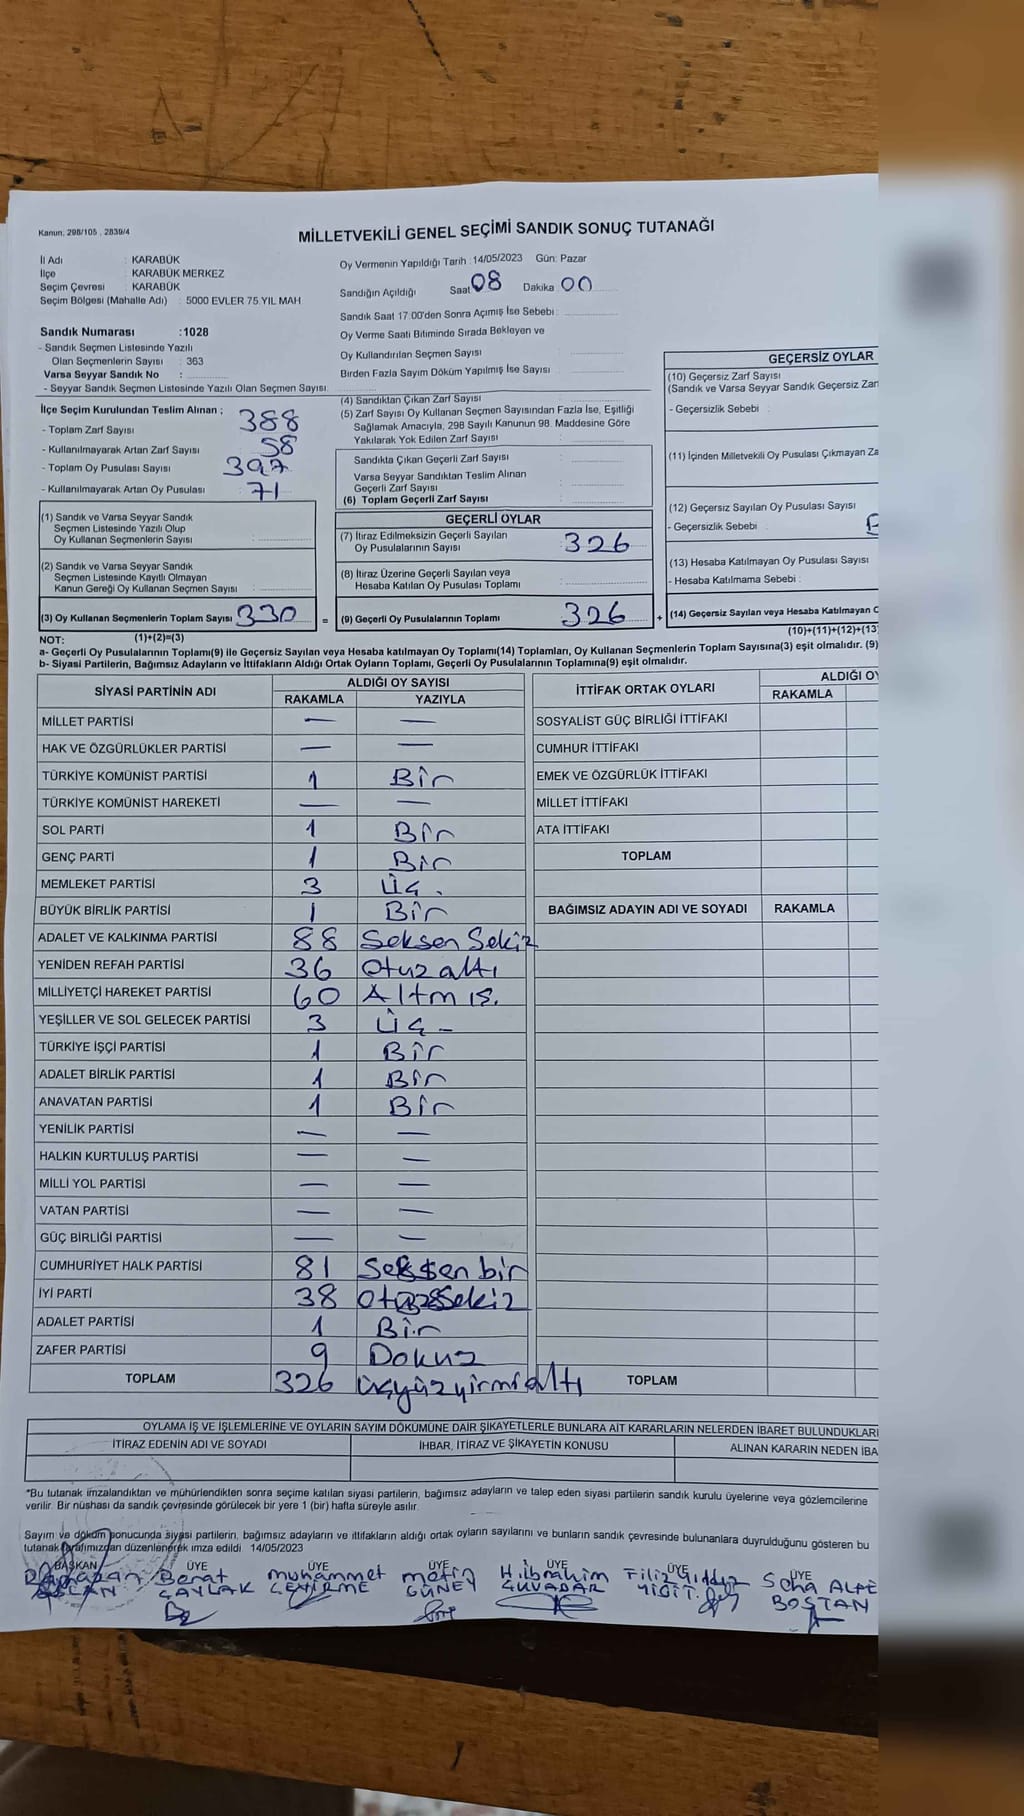 Kanun, 298/105 , 2839/4
MİLLETVEKİLİ GENEL SEÇİMİ SANDIK SONUÇ TUTANAĞI
İl Adı : KARABÜK
İlçe : KARABÜK MERKEZ
Seçim Çevresi : KARABÜK
Seçim Bölgesi (Mahalle Adı) : 5000 EVLER 75.YIL MAH
Oy Vermenin Yapıldığı Tarih : 14/05/2023 Gün: Pazar
Sandığın Açıldığı Saat 08 Dakika 00
Sandık Saat 17:00'den Sonra Açımış İse Sebebi :
Oy Verme Saati Bitiminde Sırada Bekleyen ve
Oy Kullandırılan Seçmen Sayısı
Birden Fazla Sayım Döküm Yapılmış İse Sayısı
Sandık Numarası :1028
- Sandık Seçmen Listesinde Yazılı
Olan Seçmenlerin Sayısı : 363
Varsa Seyyar Sandık No :
- Seyyar Sandık Seçmen Listesinde Yazılı Olan Seçmen Sayısı:
İlçe Seçim Kurulundan Teslim Alınan ;
- Toplam Zarf Sayısı 388
- Kullanılmayarak Artan Zarf Sayısı 58
- Toplam Oy Pusulası Sayısı 397
- Kullanılmayarak Artan Oy Pusulası 71
(1) Sandık ve Varsa Seyyar Sandık
Seçmen Listesinde Yazılı Olup
Oy Kullanan Seçmenlerin Sayısı :
(2) Sandık ve Varsa Seyyar Sandık
Seçmen Listesinde Kayıtlı Olmayan
Kanun Gereği Oy Kullanan Seçmen Sayısı :
(3) Oy Kullanan Seçmenlerin Toplam Sayısı 330 =
(1)+(2)=(3)
(4) Sandıktan Çıkan Zarf Sayısı
(5) Zarf Sayısı Oy Kullanan Seçmen Sayısından Fazla İse, Eşitliği
Sağlamak Amacıyla, 298 Sayılı Kanunun 98. Maddesine Göre
Yakılarak Yok Edilen Zarf Sayısı :
Sandıkta Çıkan Geçerli Zarf Sayısı :
Varsa Seyyar Sandıktan Teslim Alınan
Geçerli Zarf Sayısı :
(6) Toplam Geçerli Zarf Sayısı :
GEÇERLİ OYLAR
(7) İtiraz Edilmeksizin Geçerli Sayılan
Oy Pusulalarının Sayısı : 326
(8) İtiraz Üzerine Geçerli Sayılan veya
Hesaba Katılan Oy Pusulası Toplamı :
(9) Geçerli Oy Pusulalarının Toplamı 326 +
GEÇERSİZ OYLAR
(10) Geçersiz Zarf Sayısı
(Sandık ve Varsa Seyyar Sandık Geçersiz Zar
- Geçersizlik Sebebi :
(11) İçinden Milletvekili Oy Pusulası Çıkmayan Za
(12) Geçersiz Sayılan Oy Pusulası Sayısı
- Geçersizlik Sebebi :
(13) Hesaba Katılmayan Oy Pusulası Sayısı
- Hesaba Katılmama Sebebi :
(14) Geçersiz Sayılan veya Hesaba Katılmayan O
(10)+(11)+(12)+(13
NOT:
a- Geçerli Oy Pusulalarının Toplamı(9) ile Geçersiz Sayılan veya Hesaba katılmayan Oy Toplamı(14) Toplamları, Oy Kullanan Seçmenlerin Toplam Sayısına(3) eşit olmalıdır. (9)
b- Siyasi Partilerin, Bağımsız Adayların ve İttifakların Aldığı Ortak Oyların Toplamı, Geçerli Oy Pusulalarının Toplamına(9) eşit olmalıdır.
SİYASİ PARTİNİN ADI ALDIĞI OY SAYISI
RAKAMLA YAZIYLA
MİLLET PARTİSİ — —
HAK VE ÖZGÜRLÜKLER PARTİSİ — —
TÜRKİYE KOMÜNİST PARTİSİ 1 Bir
TÜRKİYE KOMÜNİST HAREKETİ — —
SOL PARTİ 1 Bir
GENÇ PARTİ 1 Bir
MEMLEKET PARTİSİ 3 Üç.
BÜYÜK BİRLİK PARTİSİ 1 Bir
ADALET VE KALKINMA PARTİSİ 88 Seksen Sekiz
YENİDEN REFAH PARTİSİ 36 otuz altı
MİLLİYETÇİ HAREKET PARTİSİ 60 Altmış.
YEŞİLLER VE SOL GELECEK PARTİSİ 3 Üç —
TÜRKİYE İŞÇİ PARTİSİ 1 Bir
ADALET BİRLİK PARTİSİ 1 Bir
ANAVATAN PARTİSİ 1 Bir
YENİLİK PARTİSİ — —
HALKIN KURTULUŞ PARTİSİ — —
MİLLİ YOL PARTİSİ — —
VATAN PARTİSİ — —
GÜÇ BİRLİĞİ PARTİSİ — —
CUMHURİYET HALK PARTİSİ 81 Seksen bir
İYİ PARTİ 38 otuzsekiz
ADALET PARTİSİ 1 Bir
ZAFER PARTİSİ 9 Dokuz
TOPLAM 326 üçyüzyirmialtı
İTTİFAK ORTAK OYLARI ALDIĞI OY
RAKAMLA
SOSYALİST GÜÇ BİRLİĞİ İTTİFAKI
CUMHUR İTTİFAKI
EMEK VE ÖZGÜRLÜK İTTİFAKI
MİLLET İTTİFAKI
ATA İTTİFAKI
TOPLAM
BAĞIMSIZ ADAYIN ADI VE SOYADI RAKAMLA
TOPLAM
OYLAMA İŞ VE İŞLEMLERİNE VE OYLARIN SAYIM DÖKÜMÜNE DAİR ŞİKAYETLERLE BUNLARA AİT KARARLARIN NELERDEN İBARET BULUNDUKLARI
İTİRAZ EDENİN ADI VE SOYADI İHBAR, İTİRAZ VE ŞİKAYETİN KONUSU ALINAN KARARIN NEDEN İBA
*Bu tutanak imzalandıktan ve mühürlendikten sonra seçime katılan siyasi partilerin, bağımsız adayların ve talep eden siyasi partilerin sandık kurulu üyelerine veya gözlemcilerine
verilir. Bir nüshası da sandık çevresinde görülecek bir yere 1 (bir) hafta süreyle asılır.
Sayım ve döküm sonucunda siyasi partilerin, bağımsız adayların ve ittifakların aldığı ortak oyların sayılarını ve bunların sandık çevresinde bulunanlara duyrulduğunu gösteren bu
tutanak tarafımızdan düzenlenerek imza edildi. 14/05/2023
BAŞKAN ÜYE ÜYE ÜYE ÜYE ÜYE ÜYE
Ramazan Berat muhammet metin H.ibrahim Filiz Seha ALPE
ASLAN ÇAYLAK ÇEVİRME GÜNEY YİĞİT. BOSTAN